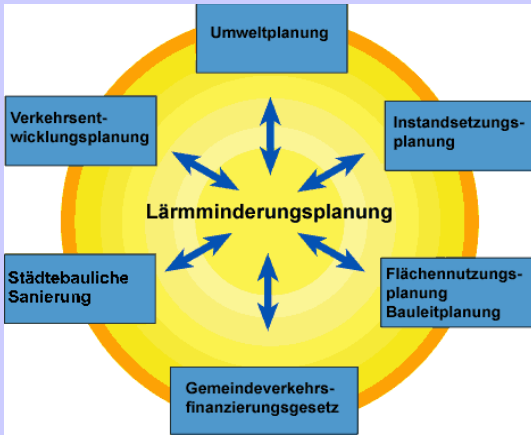 Umweltplanung
Verkehrsent-
wicklungsplanung
Instandsetzungs-
planung
Lärmminderungsplanung
Städtebauliche
Sanierung
Flächennutzungs-
planung
Bauleitplanung
Gemeindeverkehrs-
finanzierungsgesetz